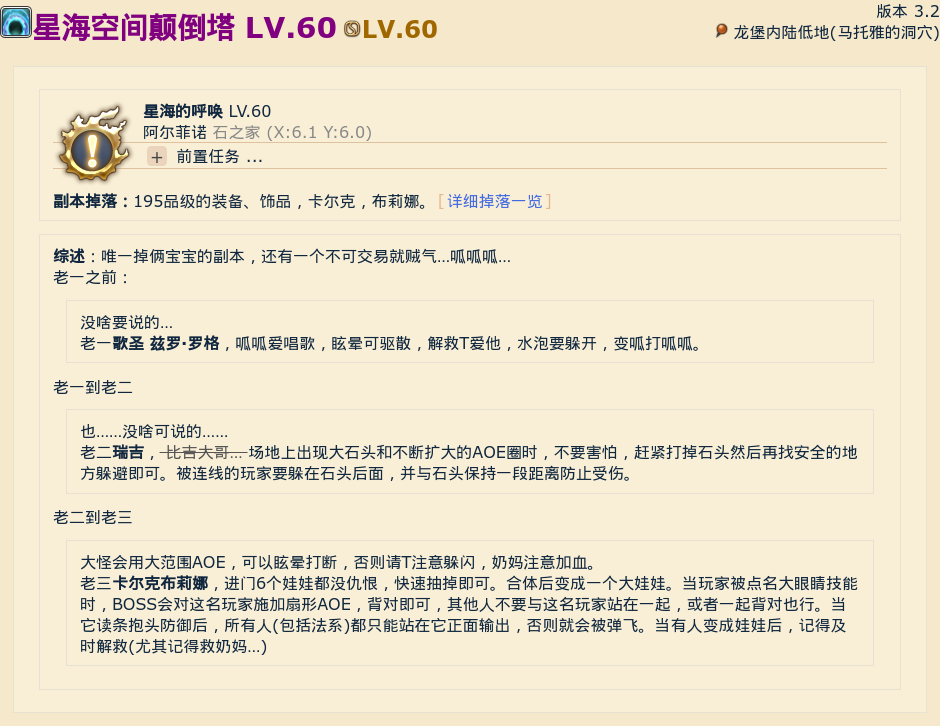 星海空间颠倒塔 LV.60 LV.60
版本 3.2
龙堡内陆低地(马托雅的洞穴)
星海的呼唤 LV.60
阿尔菲诺 石之家 (X:6.1 Y:6.0)
+ 前置任务 ...
副本掉落：195品级的装备、饰品，卡尔克，布莉娜。[详细掉落一览]
综述：唯一掉俩宝宝的副本，还有一个不可交易就贼气...呱呱呱...
老一之前：
没啥要说的...
老一歌圣 兹罗·罗格，呱呱爱唱歌，眩晕可驱散，解救T爱他，水泡要躲开，变呱打呱呱。
老一到老二
也......没啥可说的......
老二瑞吉，比吉大哥... 场地上出现大石头和不断扩大的AOE圈时，不要害怕，赶紧打掉石头然后再找安全的地
方躲避即可。被连线的玩家要躲在石头后面，并与石头保持一段距离防止受伤。
老二到老三
大怪会用大范围AOE，可以眩晕打断，否则请T注意躲闪，奶妈注意加血。
老三卡尔克布莉娜，进门6个娃娃都没仇恨，快速抽掉即可。合体后变成一个大娃娃。当玩家被点名大眼睛技能
时，BOSS会对这名玩家施加扇形AOE，背对即可，其他人不要与这名玩家站在一起，或者一起背对也行。当
它读条抱头防御后，所有人(包括法系)都只能站在它正面输出，否则就会被弹飞。当有人变成娃娃后，记得及
时解救(尤其记得救奶妈...)